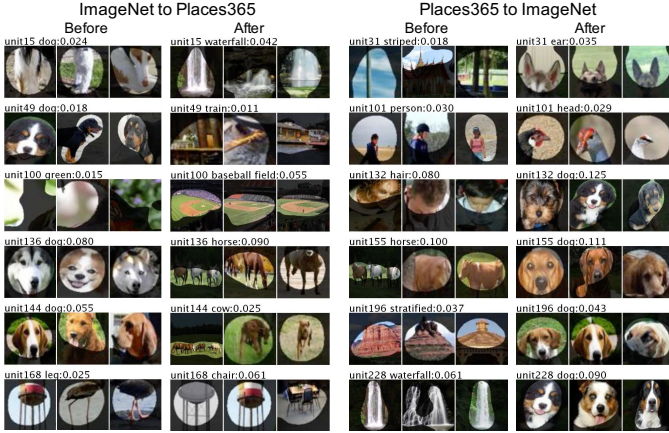 ImageNet to Places365
Places365 to ImageNet
Before
After
Before
After
unit15 dog:0.024
unit15 waterfall:0.042
unit31 striped:0.018
unit31 ear:0.035
unit49 dog:0.018
unit49 train:0.011
unit101 person:0.030
unit101 head:0.029
unit100 green:0.015
unit100 baseball field:0.055
unit132 hair:0.080
unit132 dog:0.125
unit136 dog:0.080
unit136 horse:0.090
unit155 horse:0.100
unit155 dog:0.111
unit144 dog:0.055
unit144 cow:0.025
unit196 stratified:0.037
unit196 dog:0.043
unit168 leg:0.025
unit168 chair:0.061
unit228 waterfall:0.061
unit228 dog:0.090